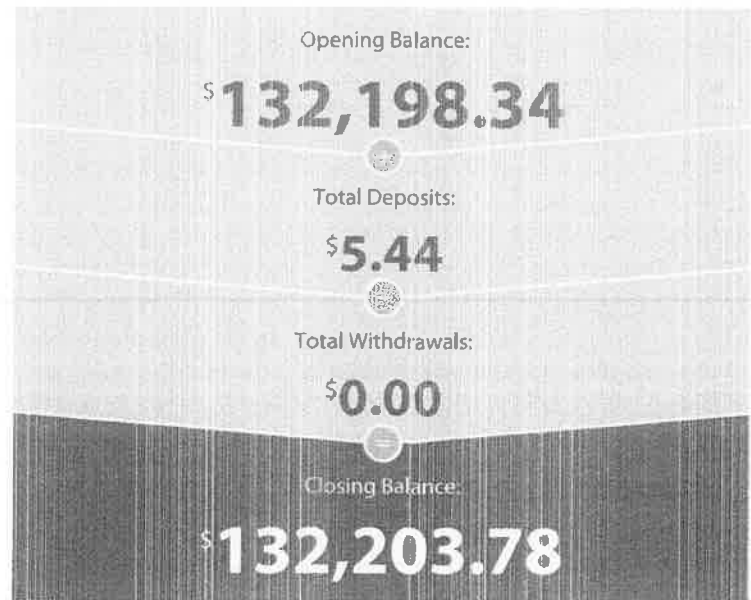 Opening Balance:
$132,198.34
Total Deposits:
$5.44
Total Withdrawals:
$0.00
Closing Balance:
$132,203.78